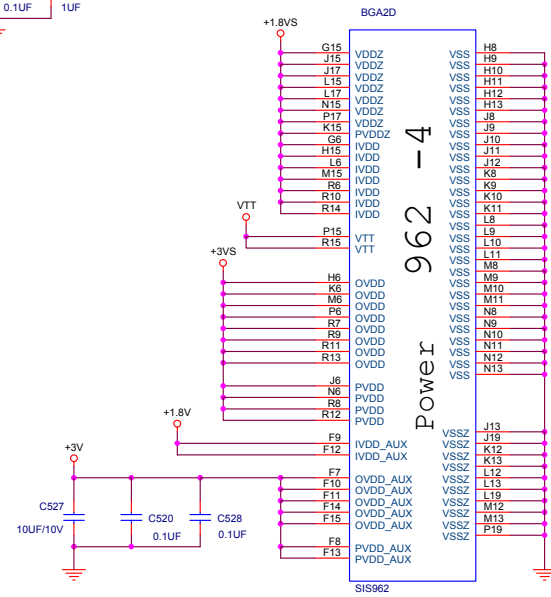 0.1UF 1UF
BGA2D
+1.8VS
G15 VDDZ VSS H8
J15 VDDZ VSS H9
J17 VDDZ VSS H10
L15 VDDZ VSS H11
L17 VDDZ VSS H12
N15 VDDZ VSS H13
P17 VDDZ VSS J8
K15 PVDDZ VSS J9
G6 IVDD VSS J10
H15 IVDD VSS J11
L6 IVDD VSS J12
M15 IVDD VSS K8
R6 IVDD VSS K9
R10 IVDD VSS K10
R14 IVDD VSS K11
VSS L8
VTT
P15 VTT VSS L9
R15 VTT VSS L10
VSS L11
+3VS
VSS M8
H6 OVDD VSS M9
K6 OVDD VSS M10
M6 OVDD VSS M11
P6 OVDD VSS N8
R7 OVDD VSS N9
R9 OVDD VSS N10
R11 OVDD VSS N11
R13 OVDD VSS N12
VSS N13
J6 PVDD
N6 PVDD
R8 PVDD
R12 PVDD
Power 962 -4
+1.8V
F9 IVDD_AUX VSSZ J13
F12 IVDD_AUX VSSZ J19
VSSZ K12
VSSZ K13
+3V
F7 OVDD_AUX VSSZ L12
F10 OVDD_AUX VSSZ L13
F11 OVDD_AUX VSSZ L19
F14 OVDD_AUX VSSZ M12
F15 OVDD_AUX VSSZ M13
VSSZ P19
F8 PVDD_AUX
F13 PVDD_AUX
C527
10UF/10V
C520
0.1UF
C528
0.1UF
SIS962